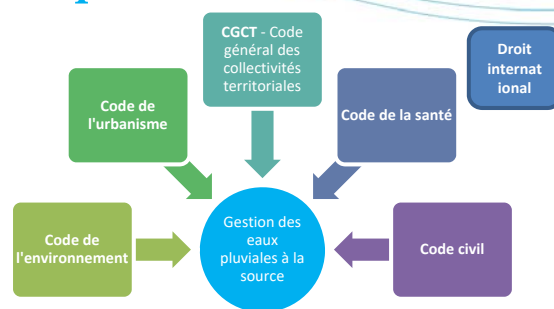 CGCT - Code
général des
collectivités
territoriales
Droit
internat
ional
Code de
l'urbanisme
Code de la santé
Gestion des
eaux
pluviales à la
source
Code de
l'environnement
Code civil